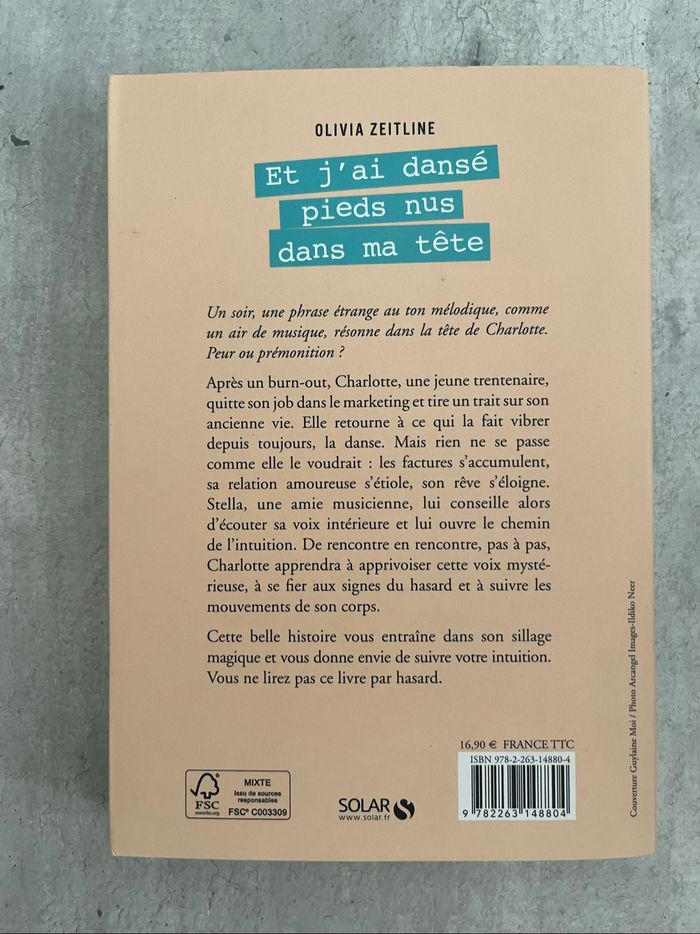 OLIVIA ZEITLINE
Et j'ai dansé
pieds nus
dans ma tête
Un soir, une phrase étrange au ton mélodique, comme
un air de musique, résonne dans la tête de Charlotte.
Peur ou prémonition ?
Après un burn-out, Charlotte, une jeune trentenaire,
quitte son job dans le marketing et tire un trait sur son
ancienne vie. Elle retourne à ce qui la fait vibrer
depuis toujours, la danse. Mais rien ne se passe
comme elle le voudrait : les factures s'accumulent,
sa relation amoureuse s'étiole, son rêve s'éloigne.
Stella, une amie musicienne, lui conseille alors
d'écouter sa voix intérieure et lui ouvre le chemin
de l'intuition. De rencontre en rencontre, pas à pas,
Charlotte apprendra à apprivoiser cette voix mysté-
rieuse, à se fier aux signes du hasard et à suivre les
mouvements de son corps.
Cette belle histoire vous entraîne dans son sillage
magique et vous donne envie de suivre votre intuition.
Vous ne lirez pas ce livre par hasard.
Couverture Guylaine Moi / Photo Arcangel Images-Ildiko Neer
16,90 € FRANCE TTC
ISBN 978-2-263-14880-4
9 782263 148804
FSC
www.fsc.org
MIXTE
Issu de sources
responsables
FSC® C003309
SOLAR S
www.solar.fr